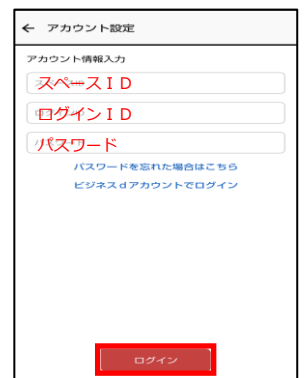 ← アカウント設定
アカウント情報入力
スペースＩＤ
ログインＩＤ
パスワード
パスワードを忘れた場合はこちら
ビジネスdアカウントでログイン
ログイン